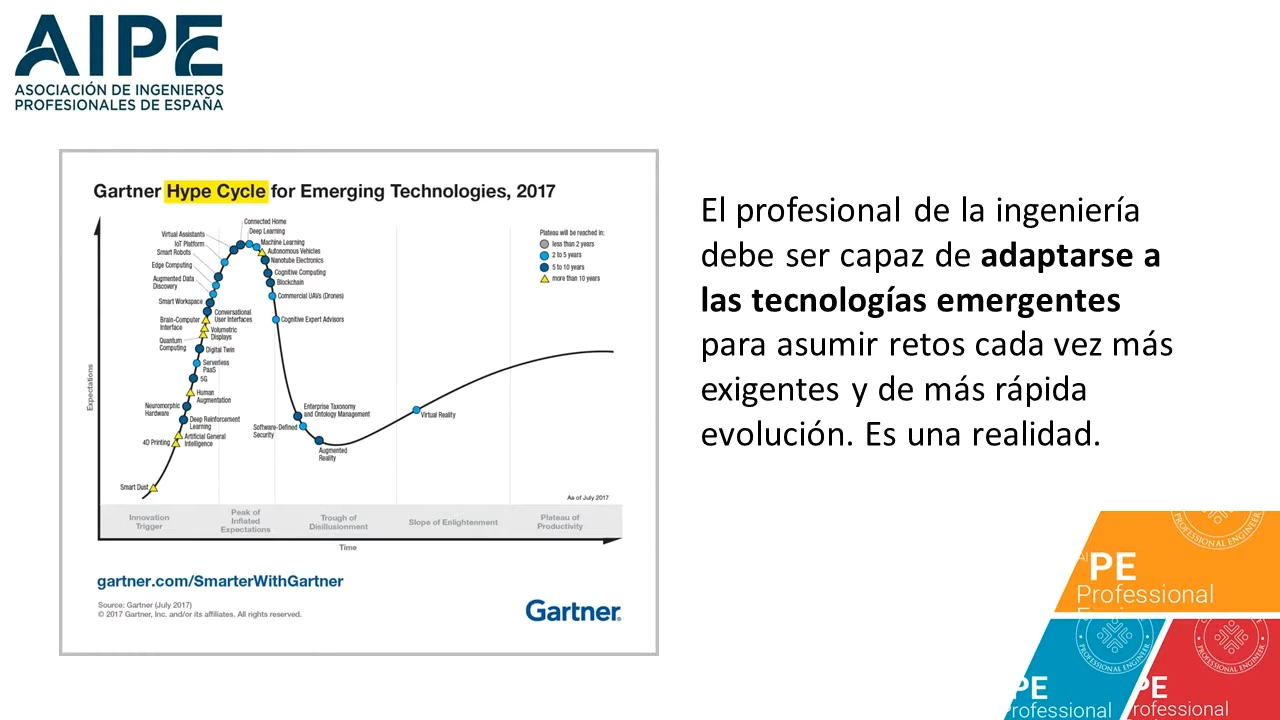 AIPE
ASOCIACIÓN DE INGENIEROS
PROFESIONALES DE ESPAÑA
Gartner Hype Cycle for Emerging Technologies, 2017
Expectations
Connected Home
Virtual Assistants
Deep Learning
IoT Platform
Machine Learning
Smart Robots
Autonomous Vehicles
Nanotube Electronics
Edge Computing
Cognitive Computing
Augmented Data
Discovery
Blockchain
Smart Workspace
Commercial UAVs (Drones)
Conversational
User Interfaces
Cognitive Expert Advisors
Brain-Computer
Interface
Volumetric
Displays
Quantum
Computing
Digital Twin
Serverless
PaaS
5G
Human
Augmentation
Neuromorphic
Hardware
Deep Reinforcement
Learning
4D Printing
Artificial General
Intelligence
Smart Dust
Enterprise Taxonomy
and Ontology Management
Software-Defined
Security
Augmented
Reality
Virtual Reality
Plateau will be reached in:
less than 2 years
2 to 5 years
5 to 10 years
more than 10 years
As of July 2017
Innovation
Trigger
Peak of
Inflated
Expectations
Trough of
Disillusionment
Slope of Enlightenment
Plateau of
Productivity
Time
gartner.com/SmarterWithGartner
Source: Gartner (July 2017)
© 2017 Gartner, Inc. and/or its affiliates. All rights reserved.
Gartner.
El profesional de la ingeniería
debe ser capaz de adaptarse a
las tecnologías emergentes
para asumir retos cada vez más
exigentes y de más rápida
evolución. Es una realidad.
PROFESSIONAL ENGINEER
AI PE
Professional
PROFESSIONAL ENGINEER
PE
Professional
PROFESSIONAL ENGINEER
PE
rofessional